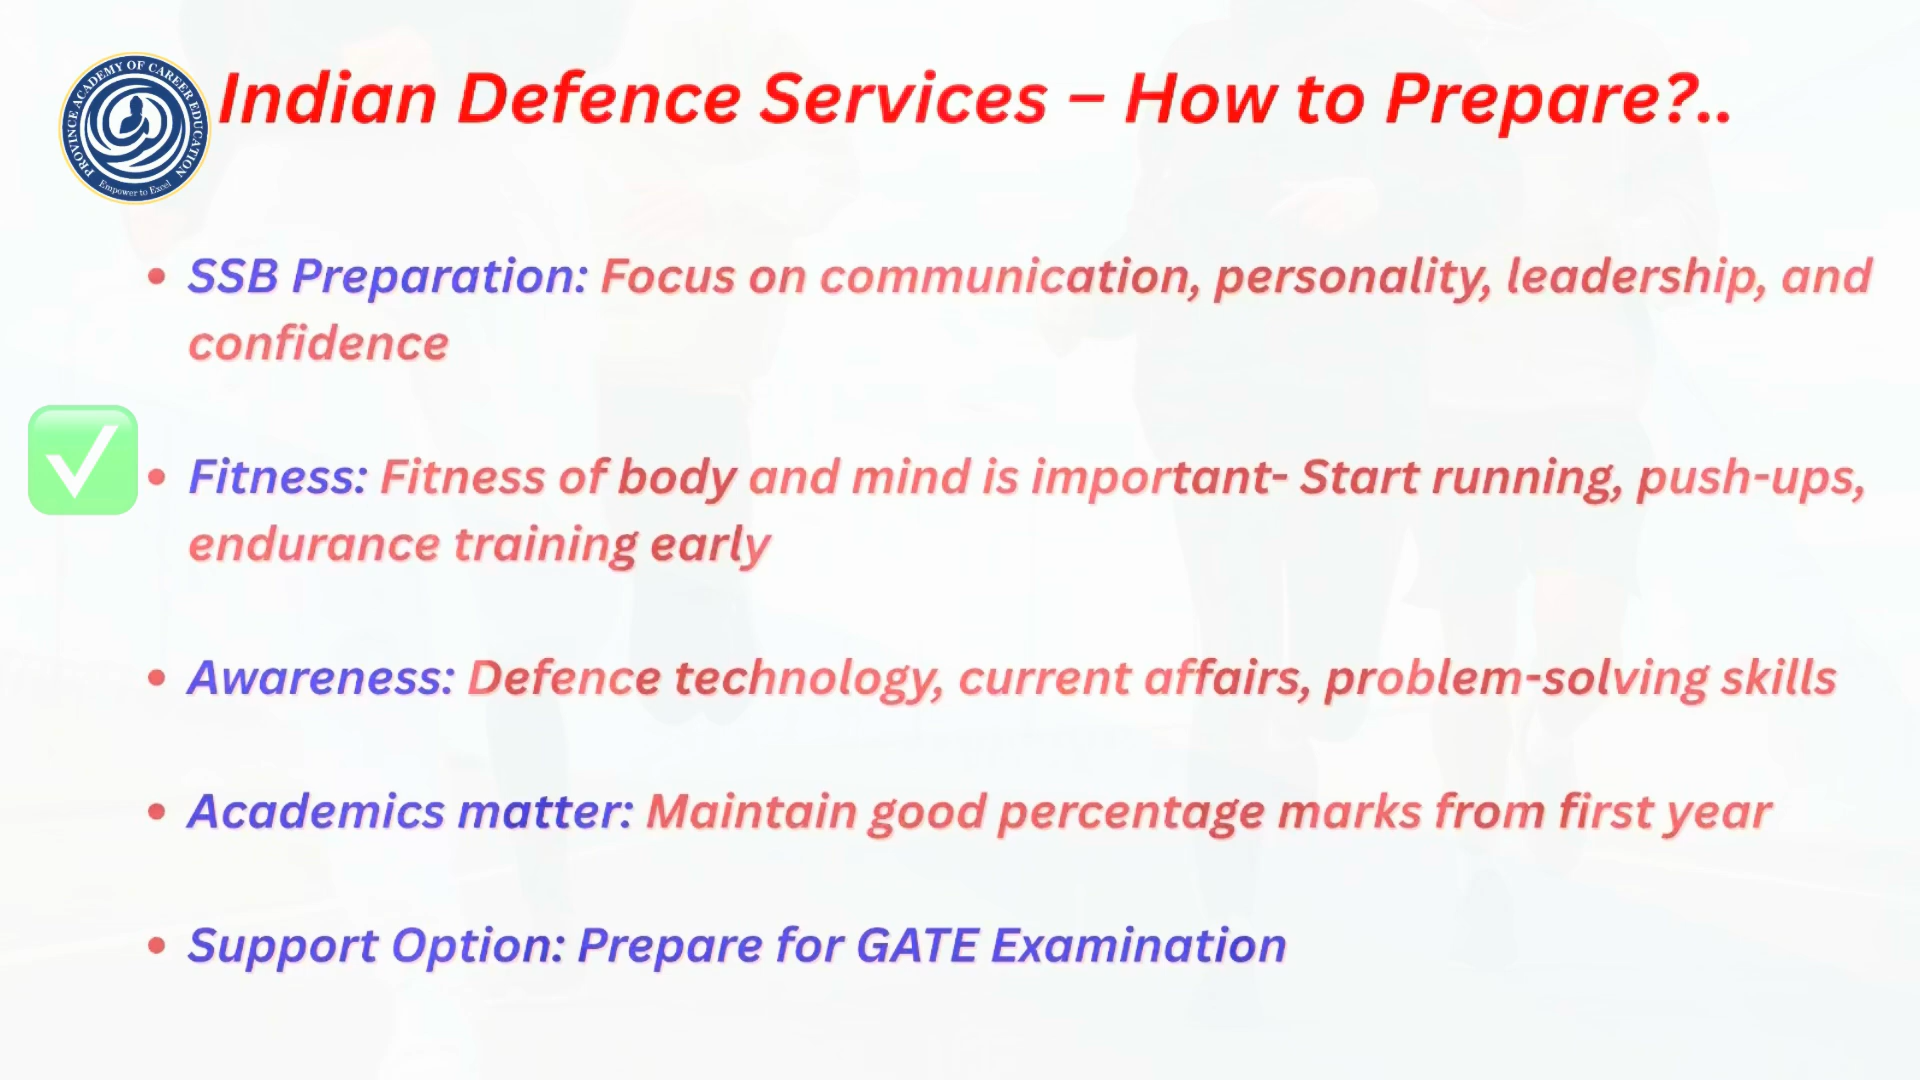 PROVINCE ACADEMY OF CAREER EDUCATION
Empower to Excel
Indian Defence Services – How to Prepare?..
• SSB Preparation: Focus on communication, personality, leadership, and
confidence
• Fitness: Fitness of body and mind is important- Start running, push-ups,
endurance training early
• Awareness: Defence technology, current affairs, problem-solving skills
• Academics matter: Maintain good percentage marks from first year
• Support Option: Prepare for GATE Examination